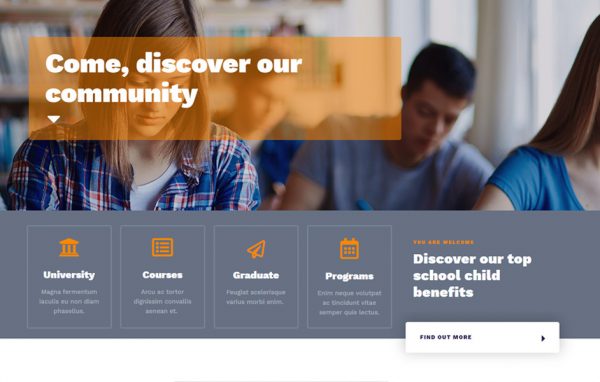 Come, discover our
community
University
Magna fermentum
iaculis eu non diam
phasellus.
Courses
Arcu ac tortor
dignissim convallis
aenean et.
Graduate
Feugiat scelerisque
varius morbi enim.
Programs
Enim neque volutpat
ac tincidunt vitae
semper quis lectus.
YOU ARE WELCOME
Discover our top
school child
benefits
FIND OUT MORE